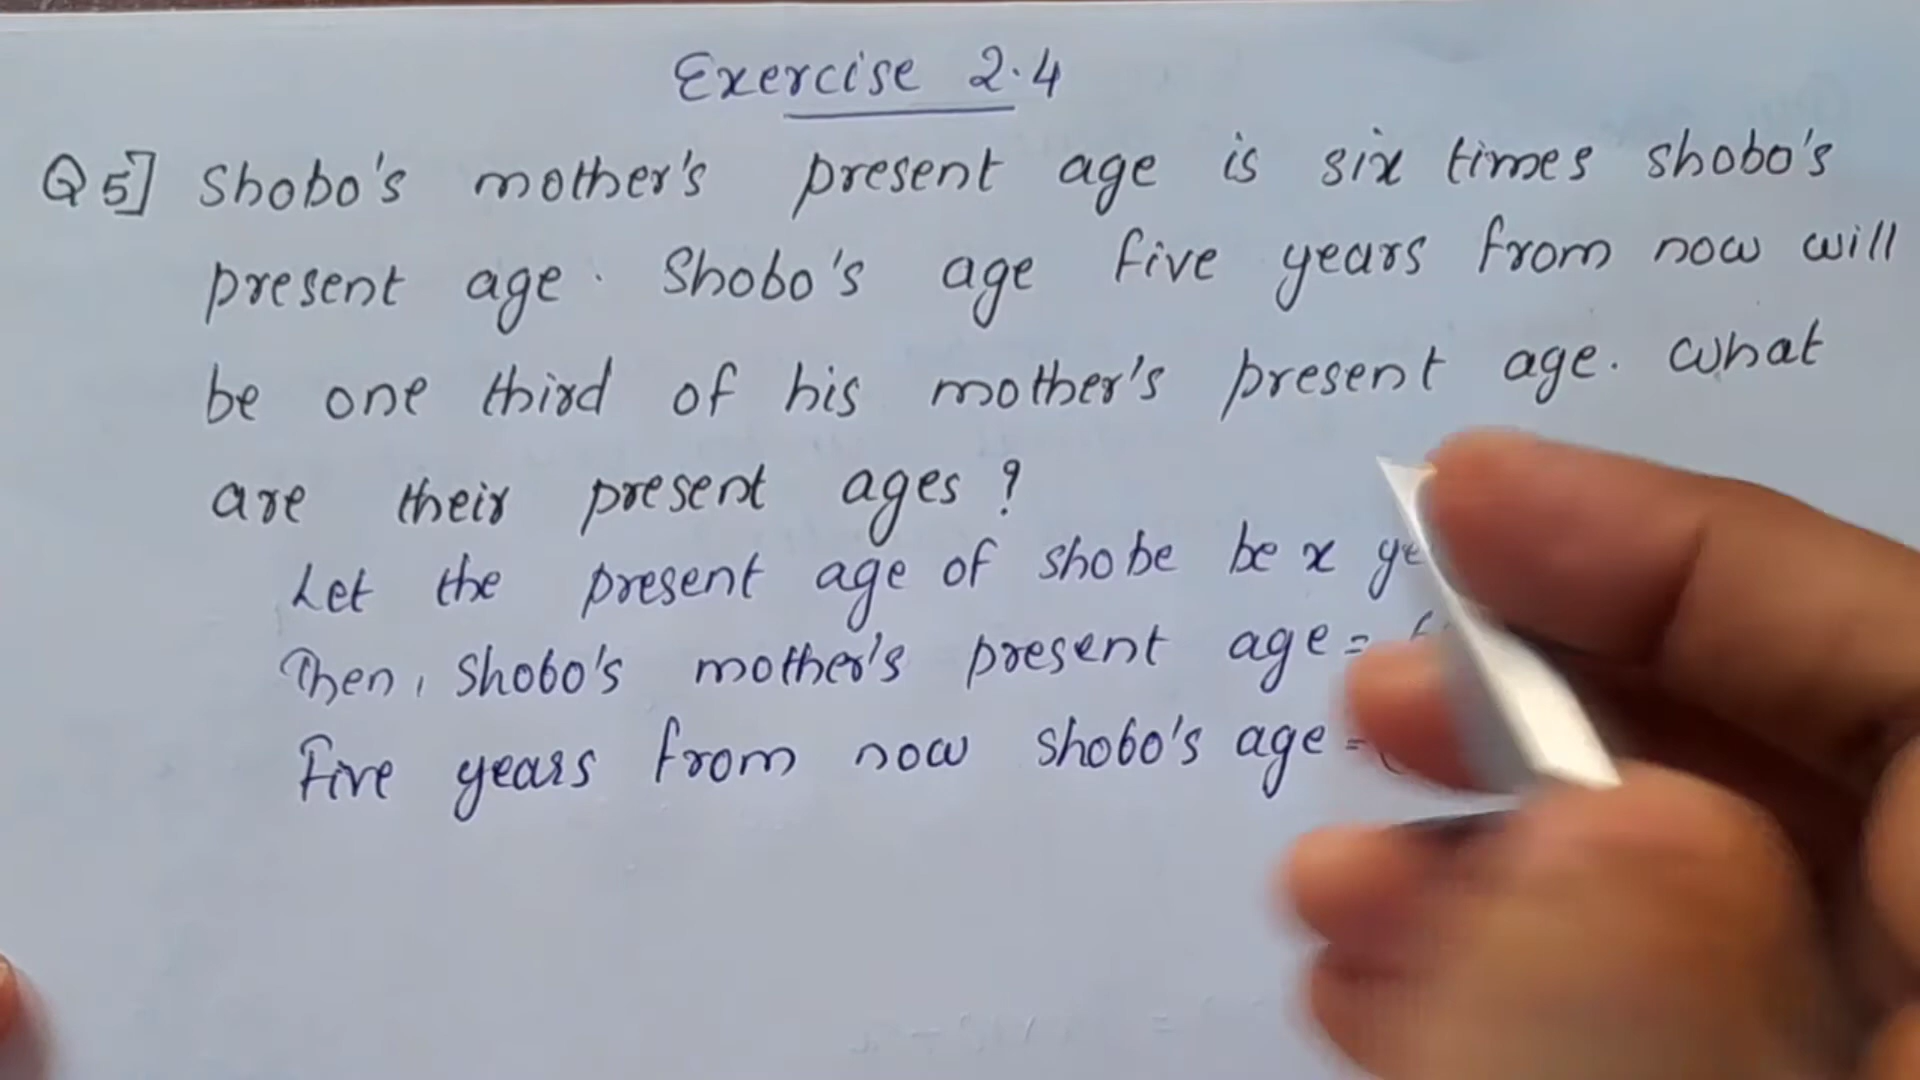 Exercise 2.4
Q5] Shobo's mother's present age is six times shobo's
present age. Shobo's age five years from now will
be one third of his mother's present age. What
are their present ages?
Let the present age of shobe be x
Then, Shobo's mother's present age =
Five years from now shobo's age =